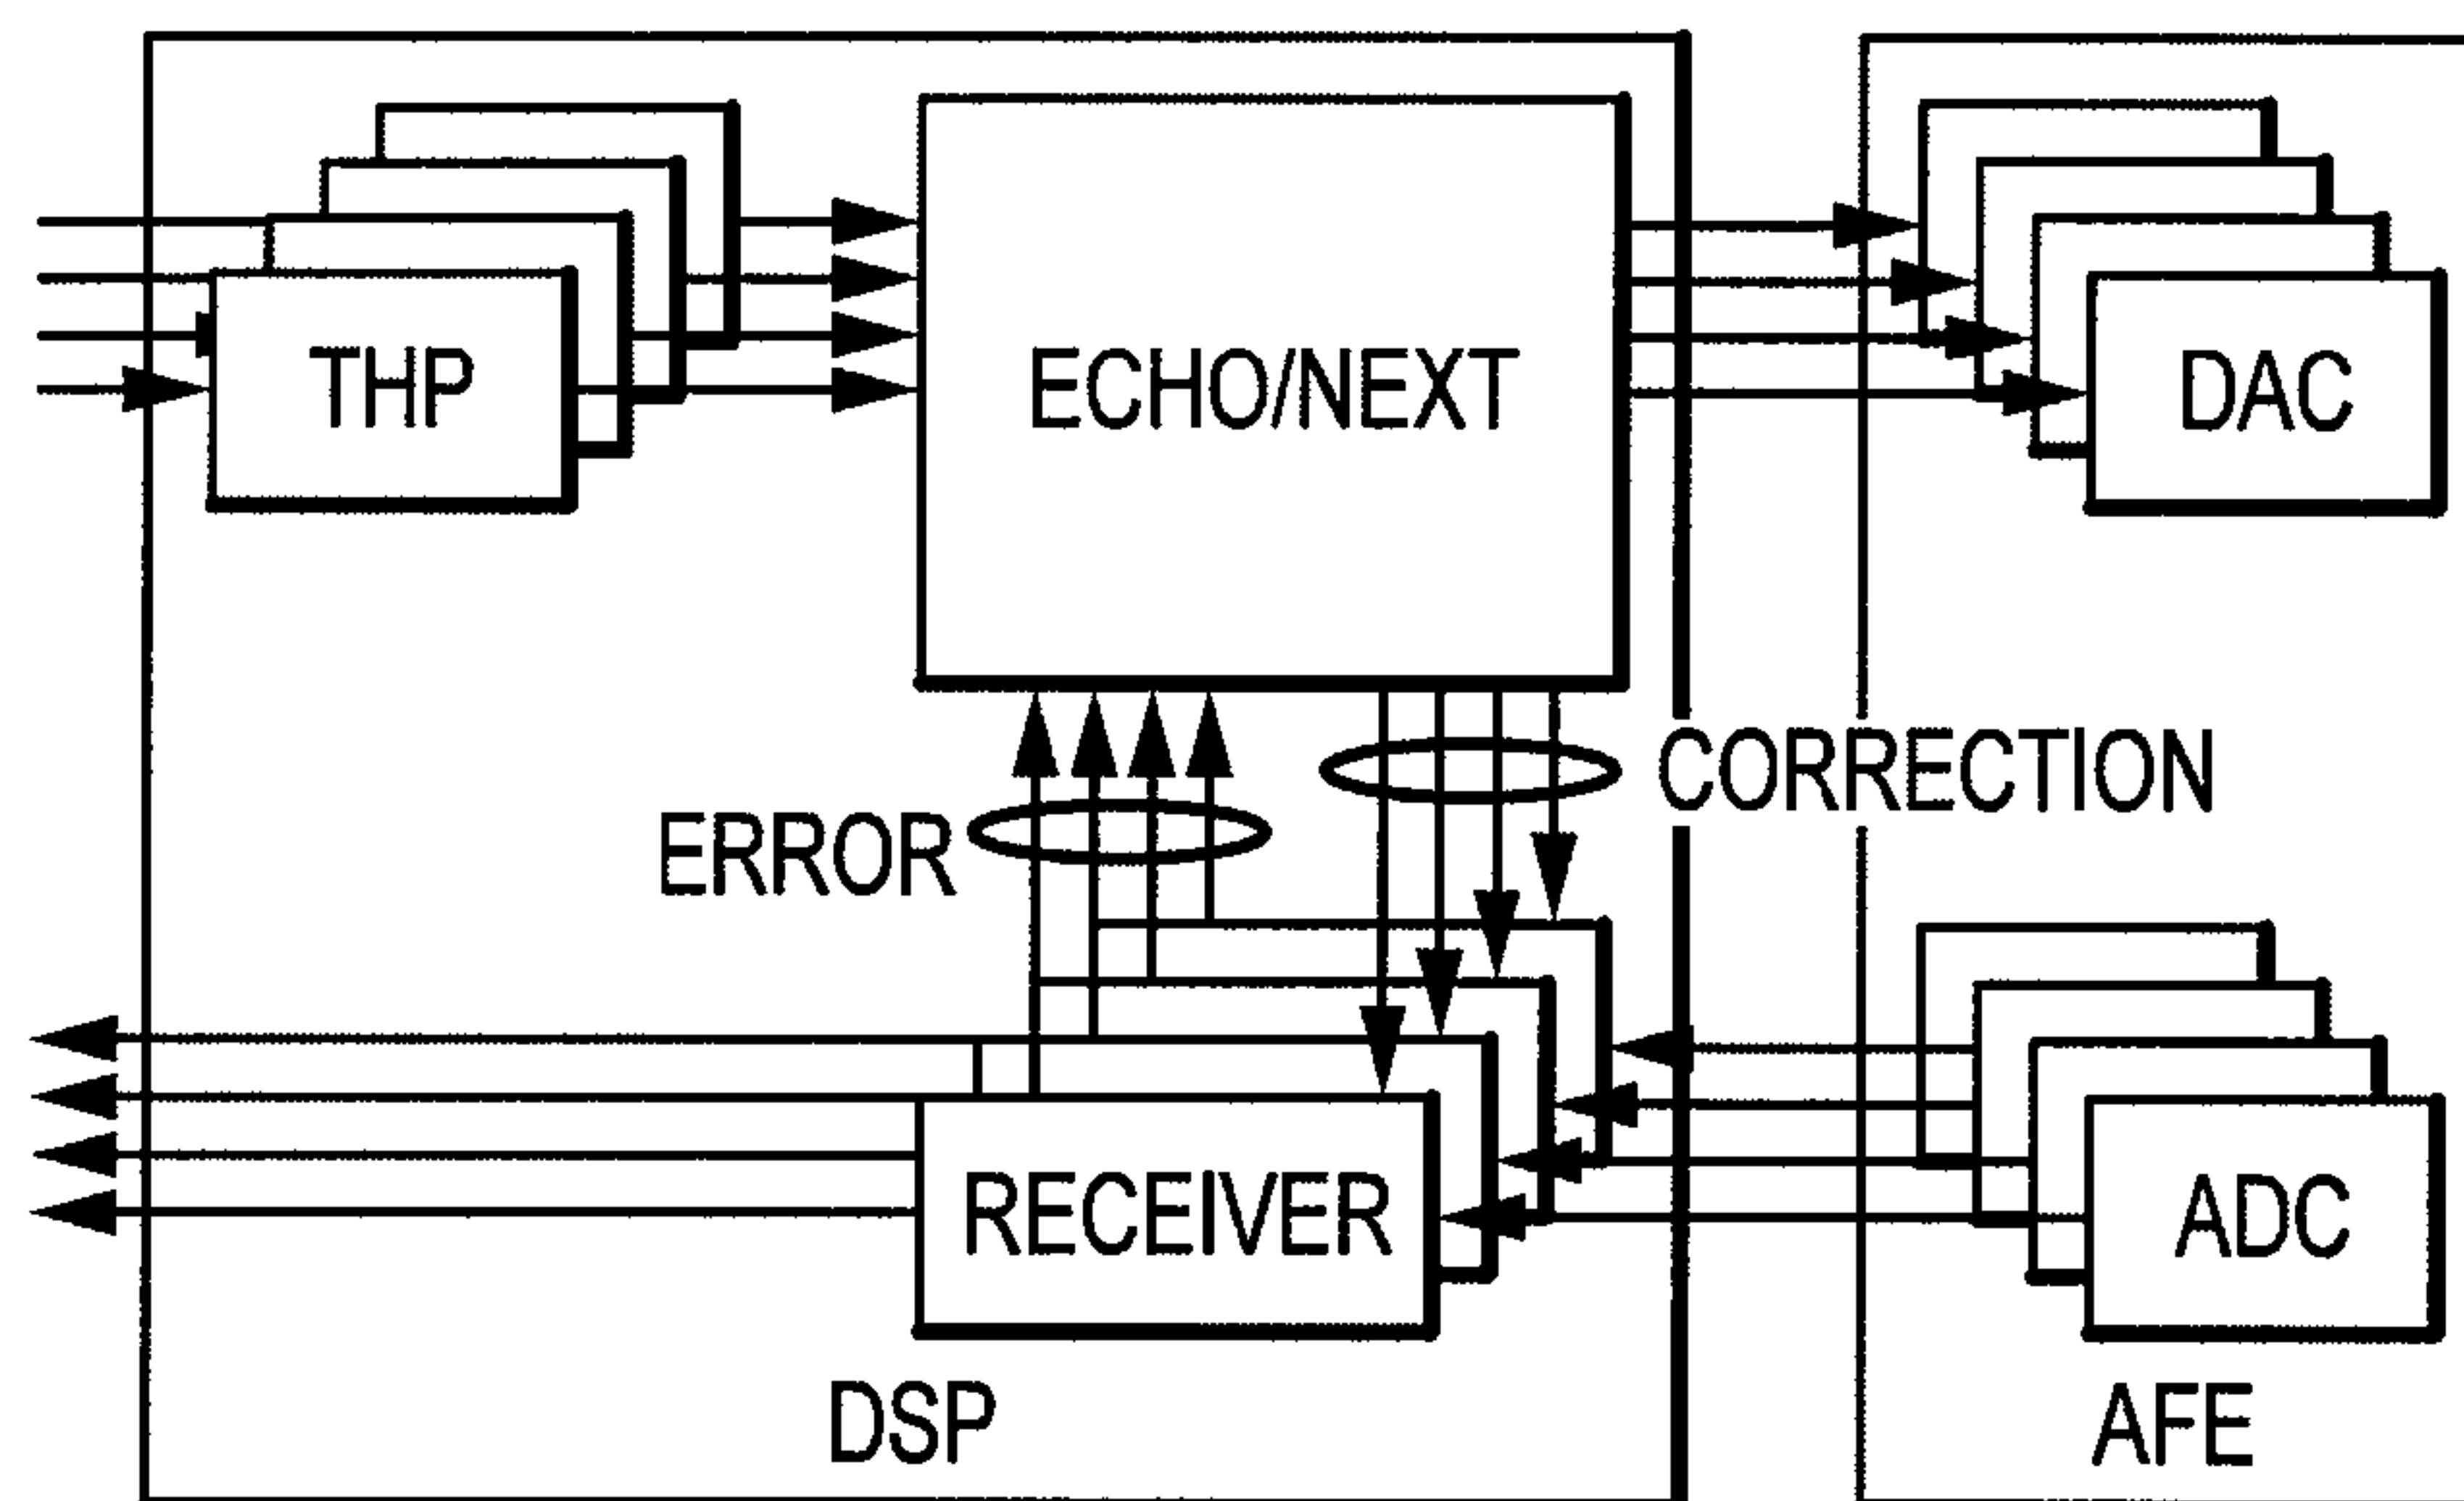 THP
ECHO/NEXT
DAC
CORRECTION
ERROR
RECEIVER
ADC
DSP
AFE